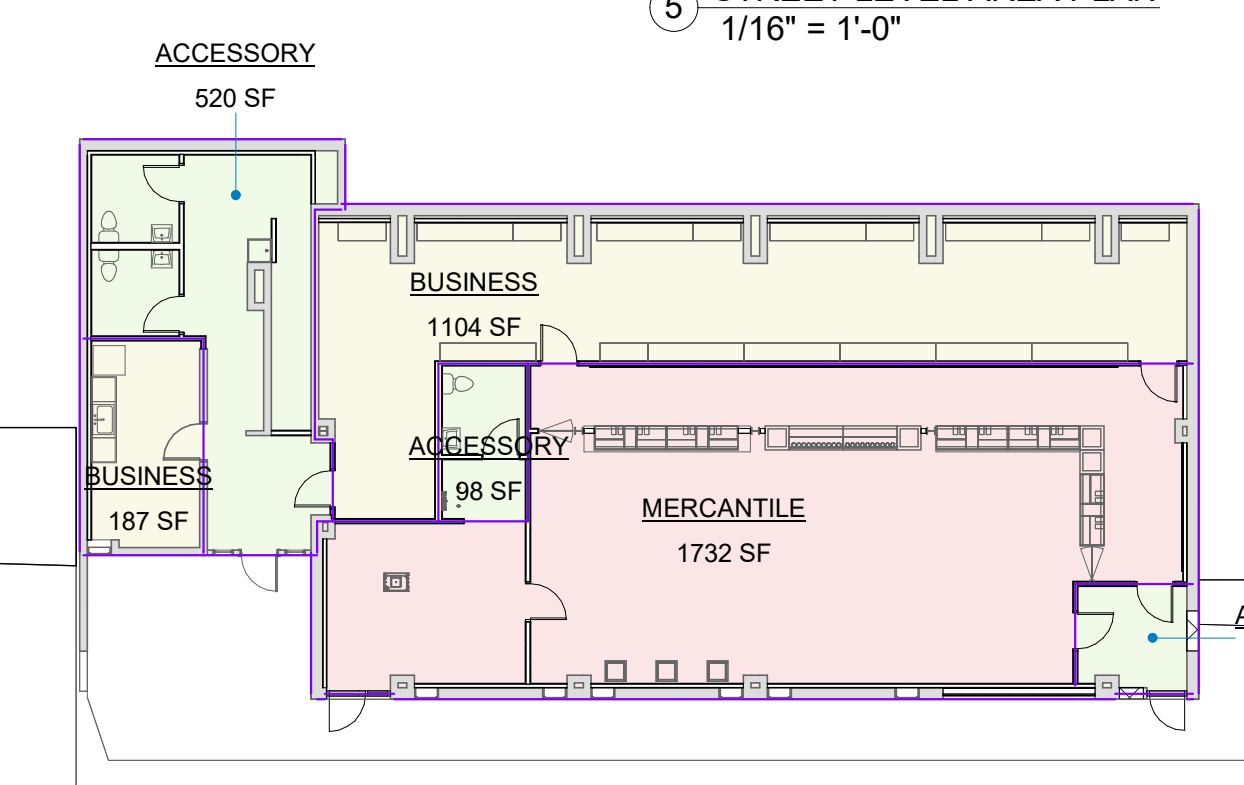 5
1/16" = 1'-0"
ACCESSORY
520 SF
BUSINESS
1104 SF
ACCESSORY
98 SF
BUSINESS
187 SF
MERCANTILE
1732 SF
A